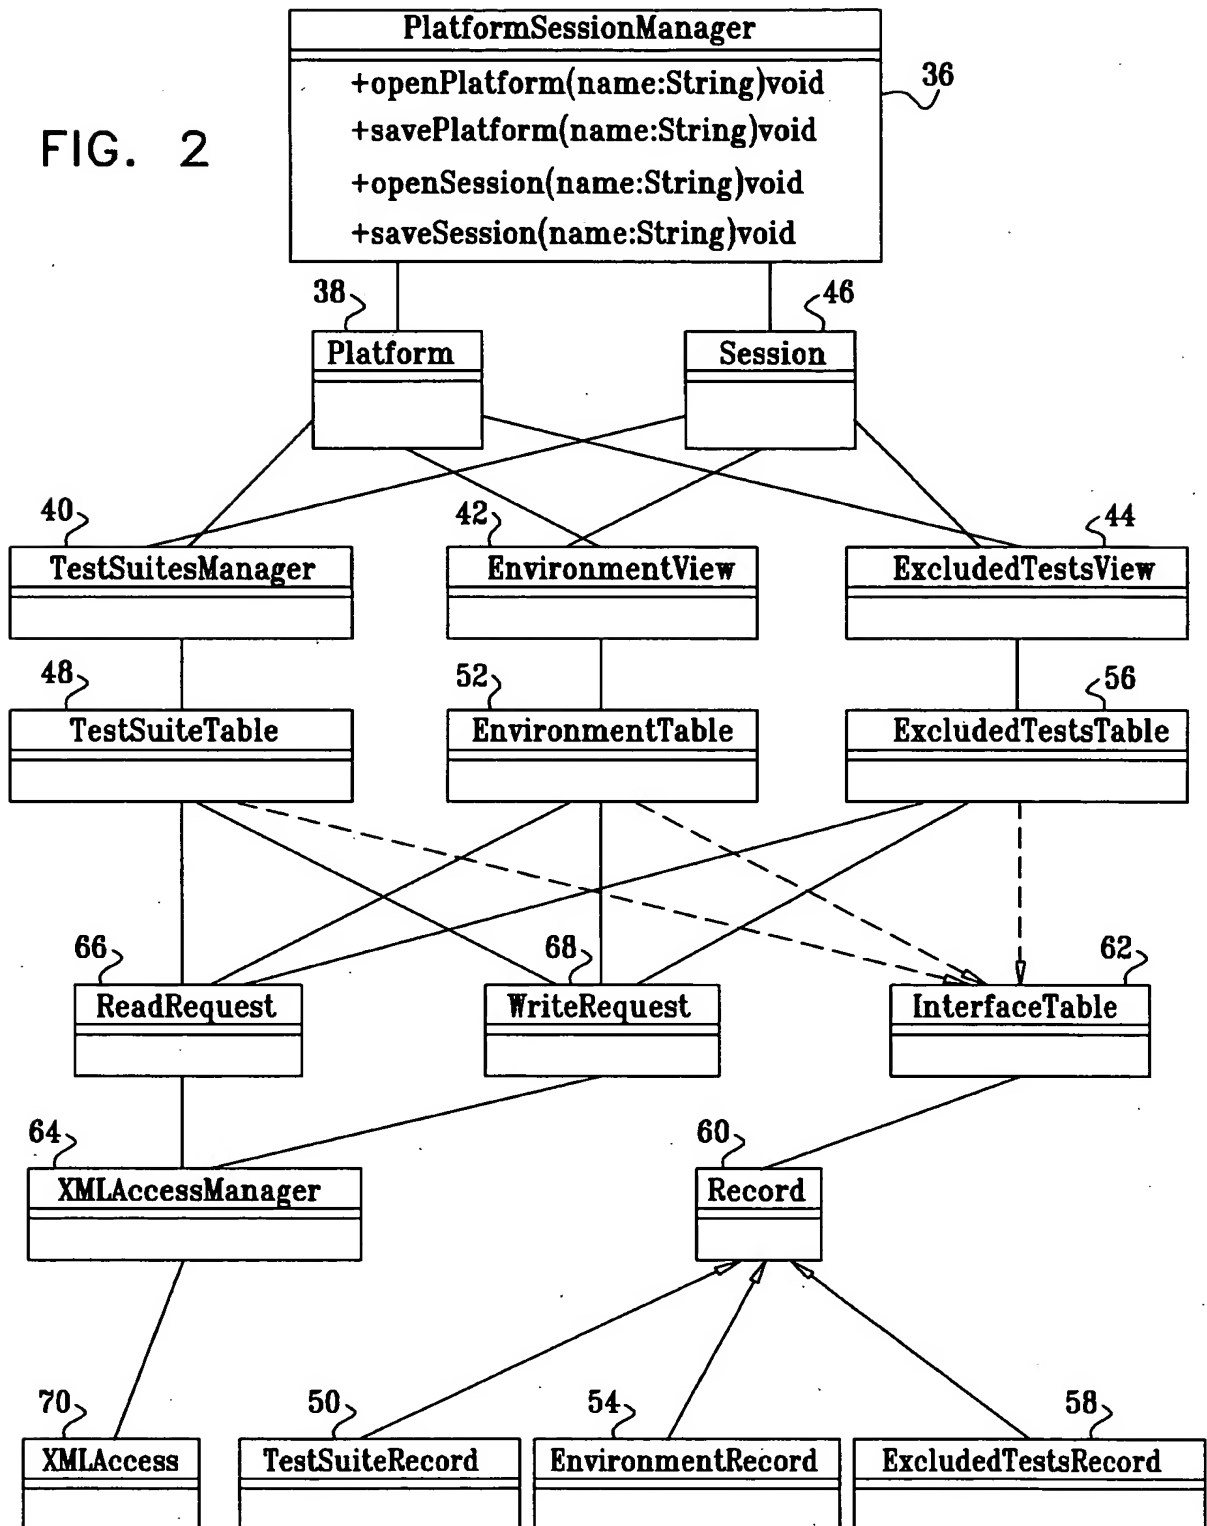 PlatformSessionManager
36
+openPlatform(name:String)void
FIG. 2
+savePlatform(name:String)void
+openSession(name:String)void
+saveSession(name:String)void
38
46
Platform
Session
40
42
44
TestSuitesManager
EnvironmentView
ExcludedTestsView
48
52
56
TestSuiteTable
EnvironmentTable
ExcludedTestsTable
66
68
62
ReadRequest
WriteRequest
InterfaceTable
64
60
XMLAccessManager
Record
70
50
54
58
XMLAccess
TestSuiteRecord
EnvironmentRecord
ExcludedTestsRecord